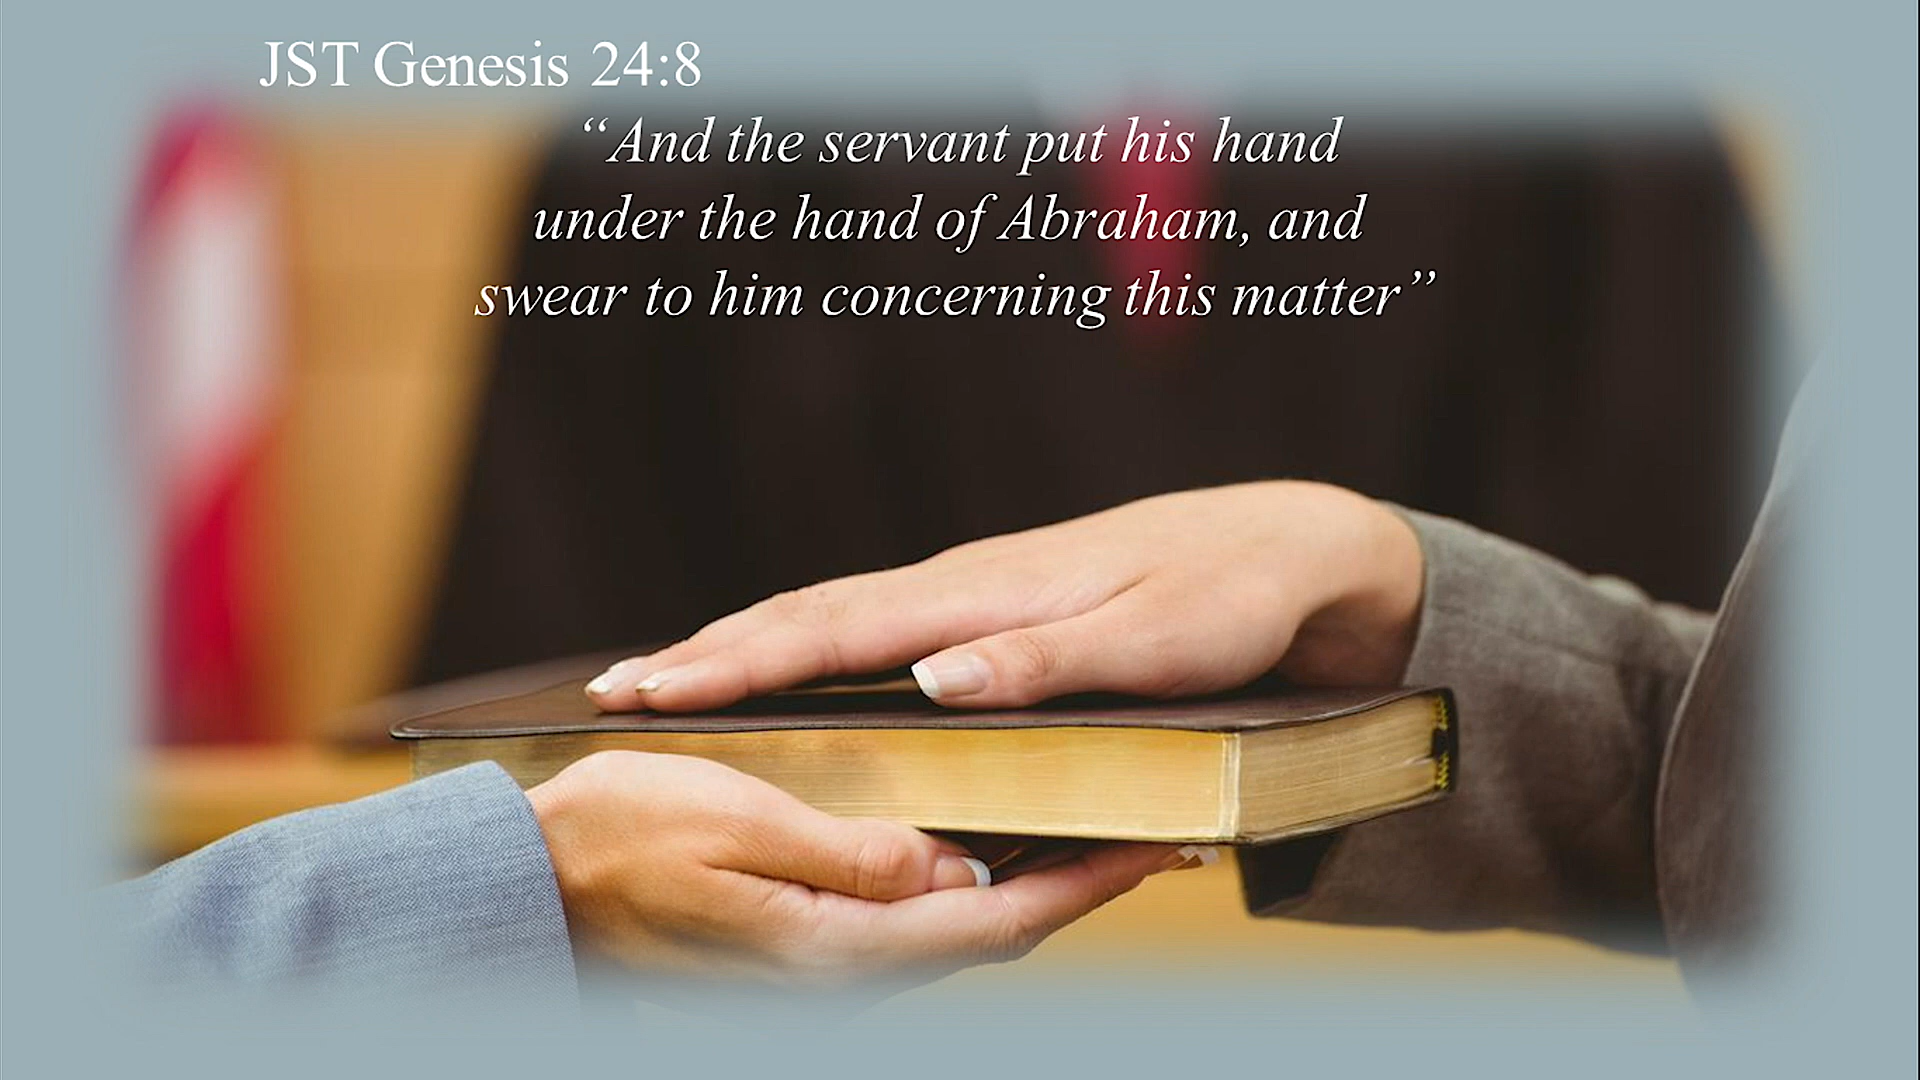 JST Genesis 24:8
“And the servant put his hand
under the hand of Abraham, and
swear to him concerning this matter”